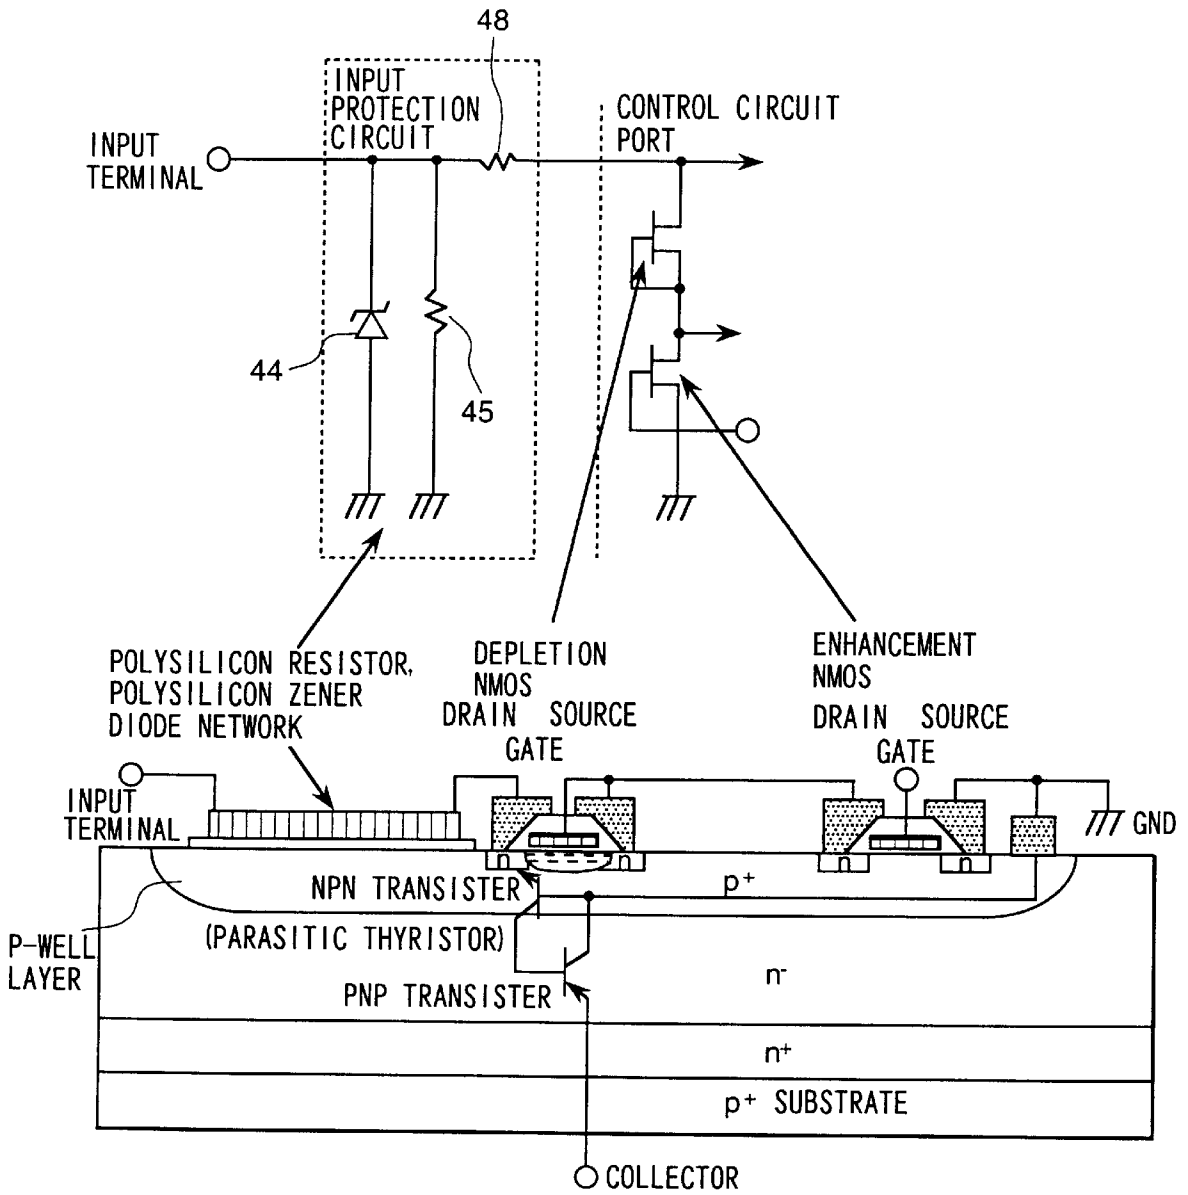 48
INPUT
PROTECTION
CIRCUIT
CONTROL CIRCUIT
PORT
INPUT
TERMINAL
44
45
POLYSILICON RESISTOR,
POLYSILICON ZENER
DIODE NETWORK
DEPLETION
NMOS
DRAIN SOURCE
GATE
ENHANCEMENT
NMOS
DRAIN SOURCE
GATE
INPUT
TERMINAL
GND
n
n
n
n
NPN TRANSISTER
p+
(PARASITIC THYRISTOR)
P-WELL
LAYER
PNP TRANSISTER
n-
n+
p+ SUBSTRATE
COLLECTOR